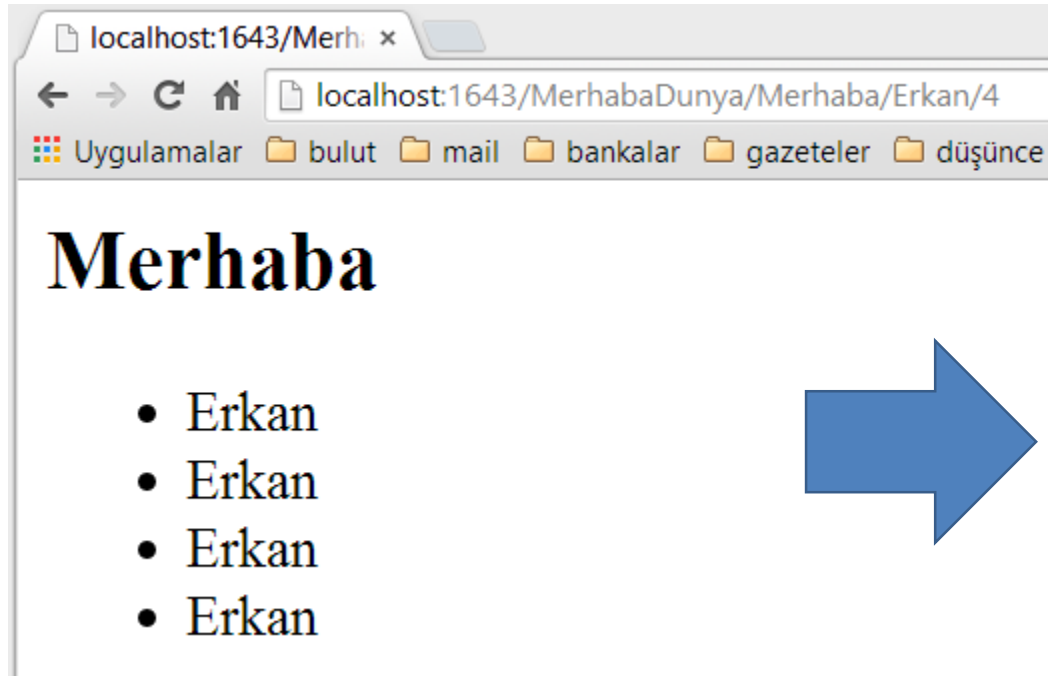 localhost:1643/Merh
localhost:1643/MerhabaDunya/Merhaba/Erkan/4
Uygulamalar bulut mail bankalar gazeteler düşünce
Merhaba
• Erkan
• Erkan
• Erkan
• Erkan